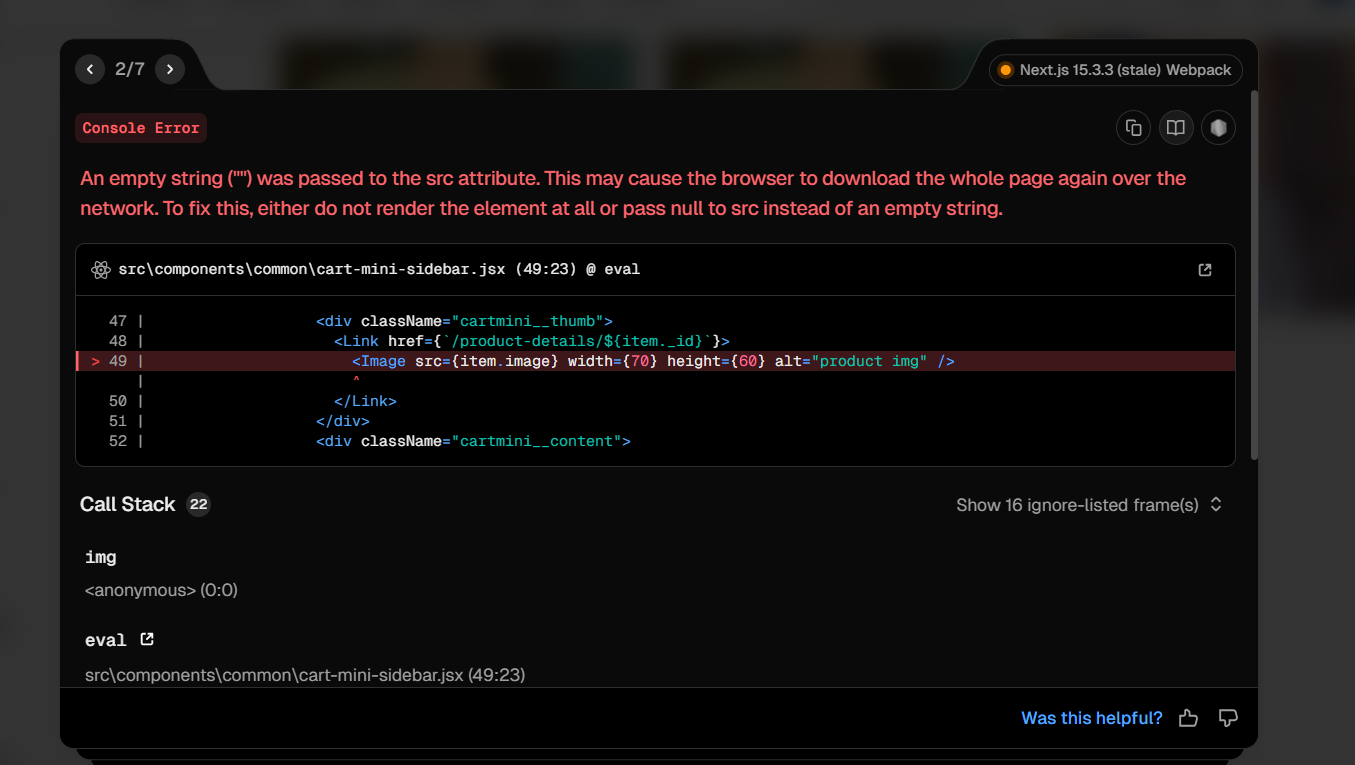 2/7
Next.js 15.3.3 (stale) Webpack
Console Error
An empty string ("") was passed to the src attribute. This may cause the browser to download the whole page again over the
network. To fix this, either do not render the element at all or pass null to src instead of an empty string.
src\components\common\cart-mini-sidebar.jsx (49:23) @ eval
47 | <div className="cartmini__thumb">
48 | <Link href={`/product-details/${item._id}`}>
> 49 | <Image src={item.image} width={70} height={60} alt="product img" />
| ^
50 | </Link>
51 | </div>
52 | <div className="cartmini__content">
Call Stack 22
Show 16 ignore-listed frame(s)
img
<anonymous> (0:0)
eval
src\components\common\cart-mini-sidebar.jsx (49:23)
Was this helpful?